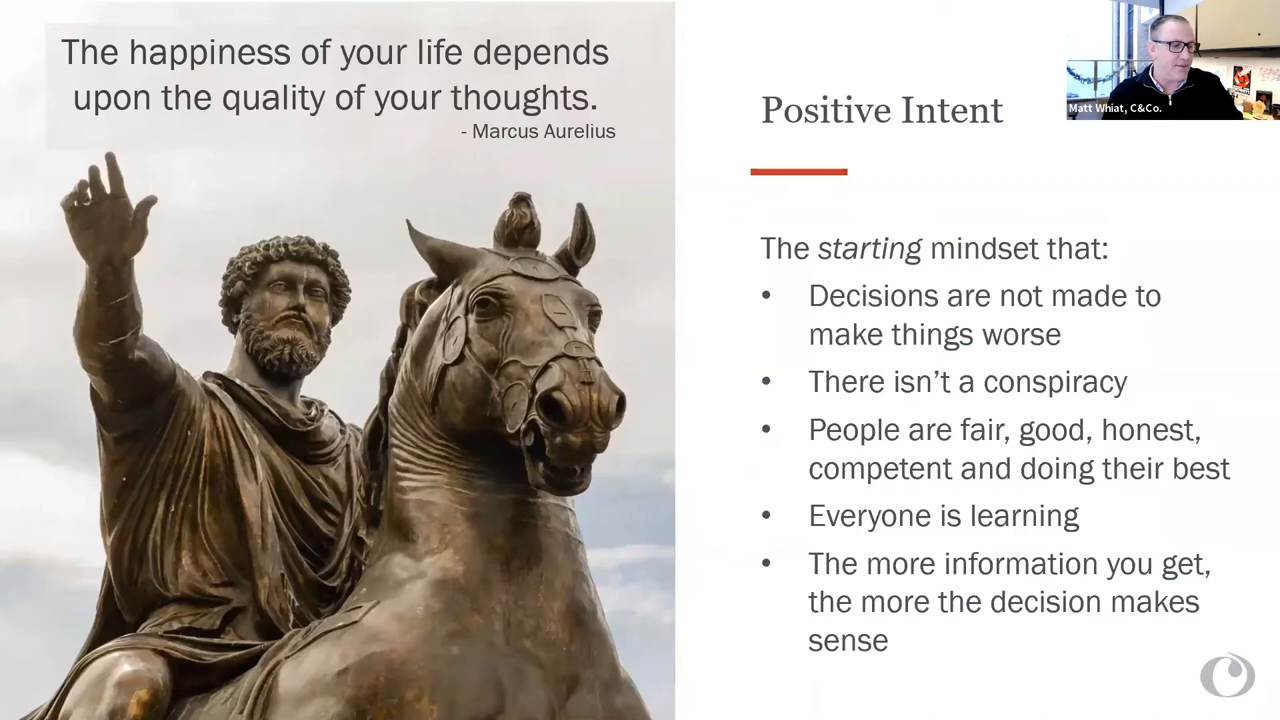 The happiness of your life depends
upon the quality of your thoughts.
- Marcus Aurelius
Positive Intent
Matt Whiat, C&Co.
The starting mindset that:
• Decisions are not made to
make things worse
• There isn’t a conspiracy
• People are fair, good, honest,
competent and doing their best
• Everyone is learning
• The more information you get,
the more the decision makes
sense